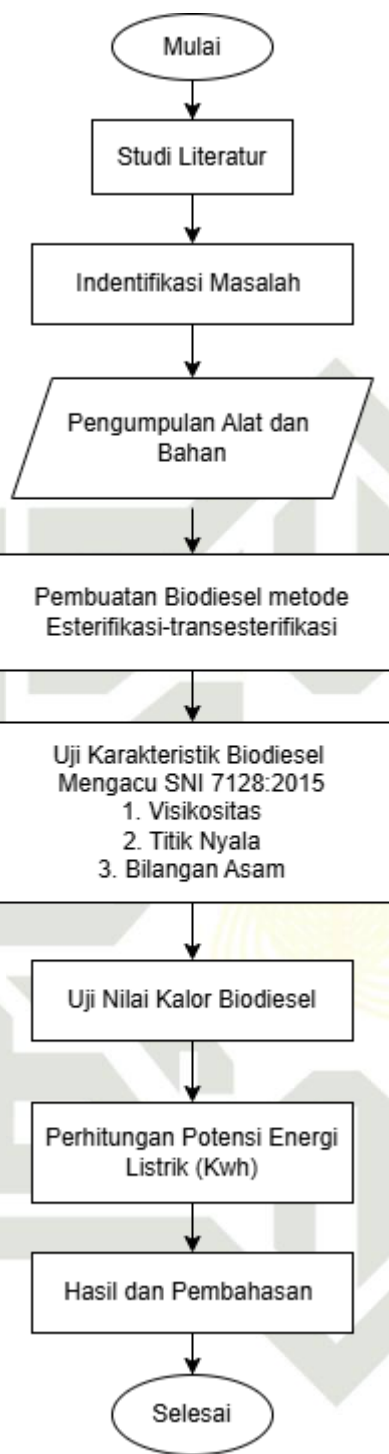 Mulai
Studi Literatur
Indentifikasi Masalah
Pengumpulan Alat dan
Bahan
Pembuatan Biodiesel metode
Esterifikasi-transesterifikasi
Uji Karakteristik Biodiesel
Mengacu SNI 7128:2015
1. Visikositas
2. Titik Nyala
3. Bilangan Asam
Uji Nilai Kalor Biodiesel
Perhitungan Potensi Energi
Listrik (Kwh)
Hasil dan Pembahasan
Selesai